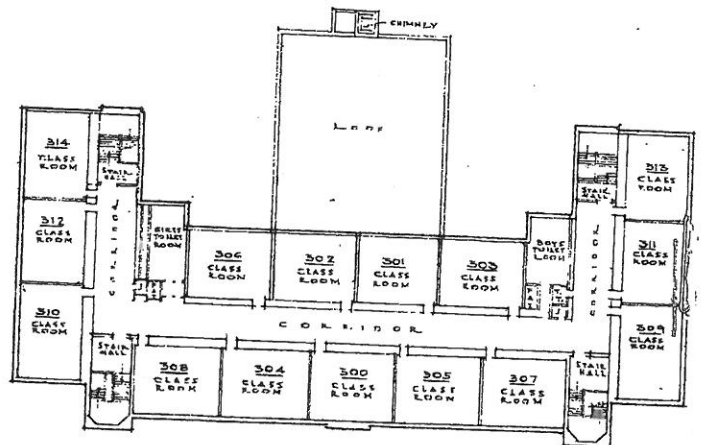 CHIMNEY
ROOF
314
CLASS
ROOM
STAIR
HALL
312
CLASS
ROOM
CORRIDOR
310
CLASS
ROOM
STAIR
HALL
GIRLS
TOILET
ROOM
306
CLASS
ROOM
302
CLASS
ROOM
301
CLASS
ROOM
303
CLASS
ROOM
BOYS
TOILET
ROOM
CORRIDOR
308
CLASS
ROOM
304
CLASS
ROOM
300
CLASS
ROOM
305
CLASS
ROOM
307
CLASS
ROOM
STAIR
HALL
313
CLASS
ROOM
CORRIDOR
311
CLASS
ROOM
309
CLASS
ROOM
STAIR
HALL